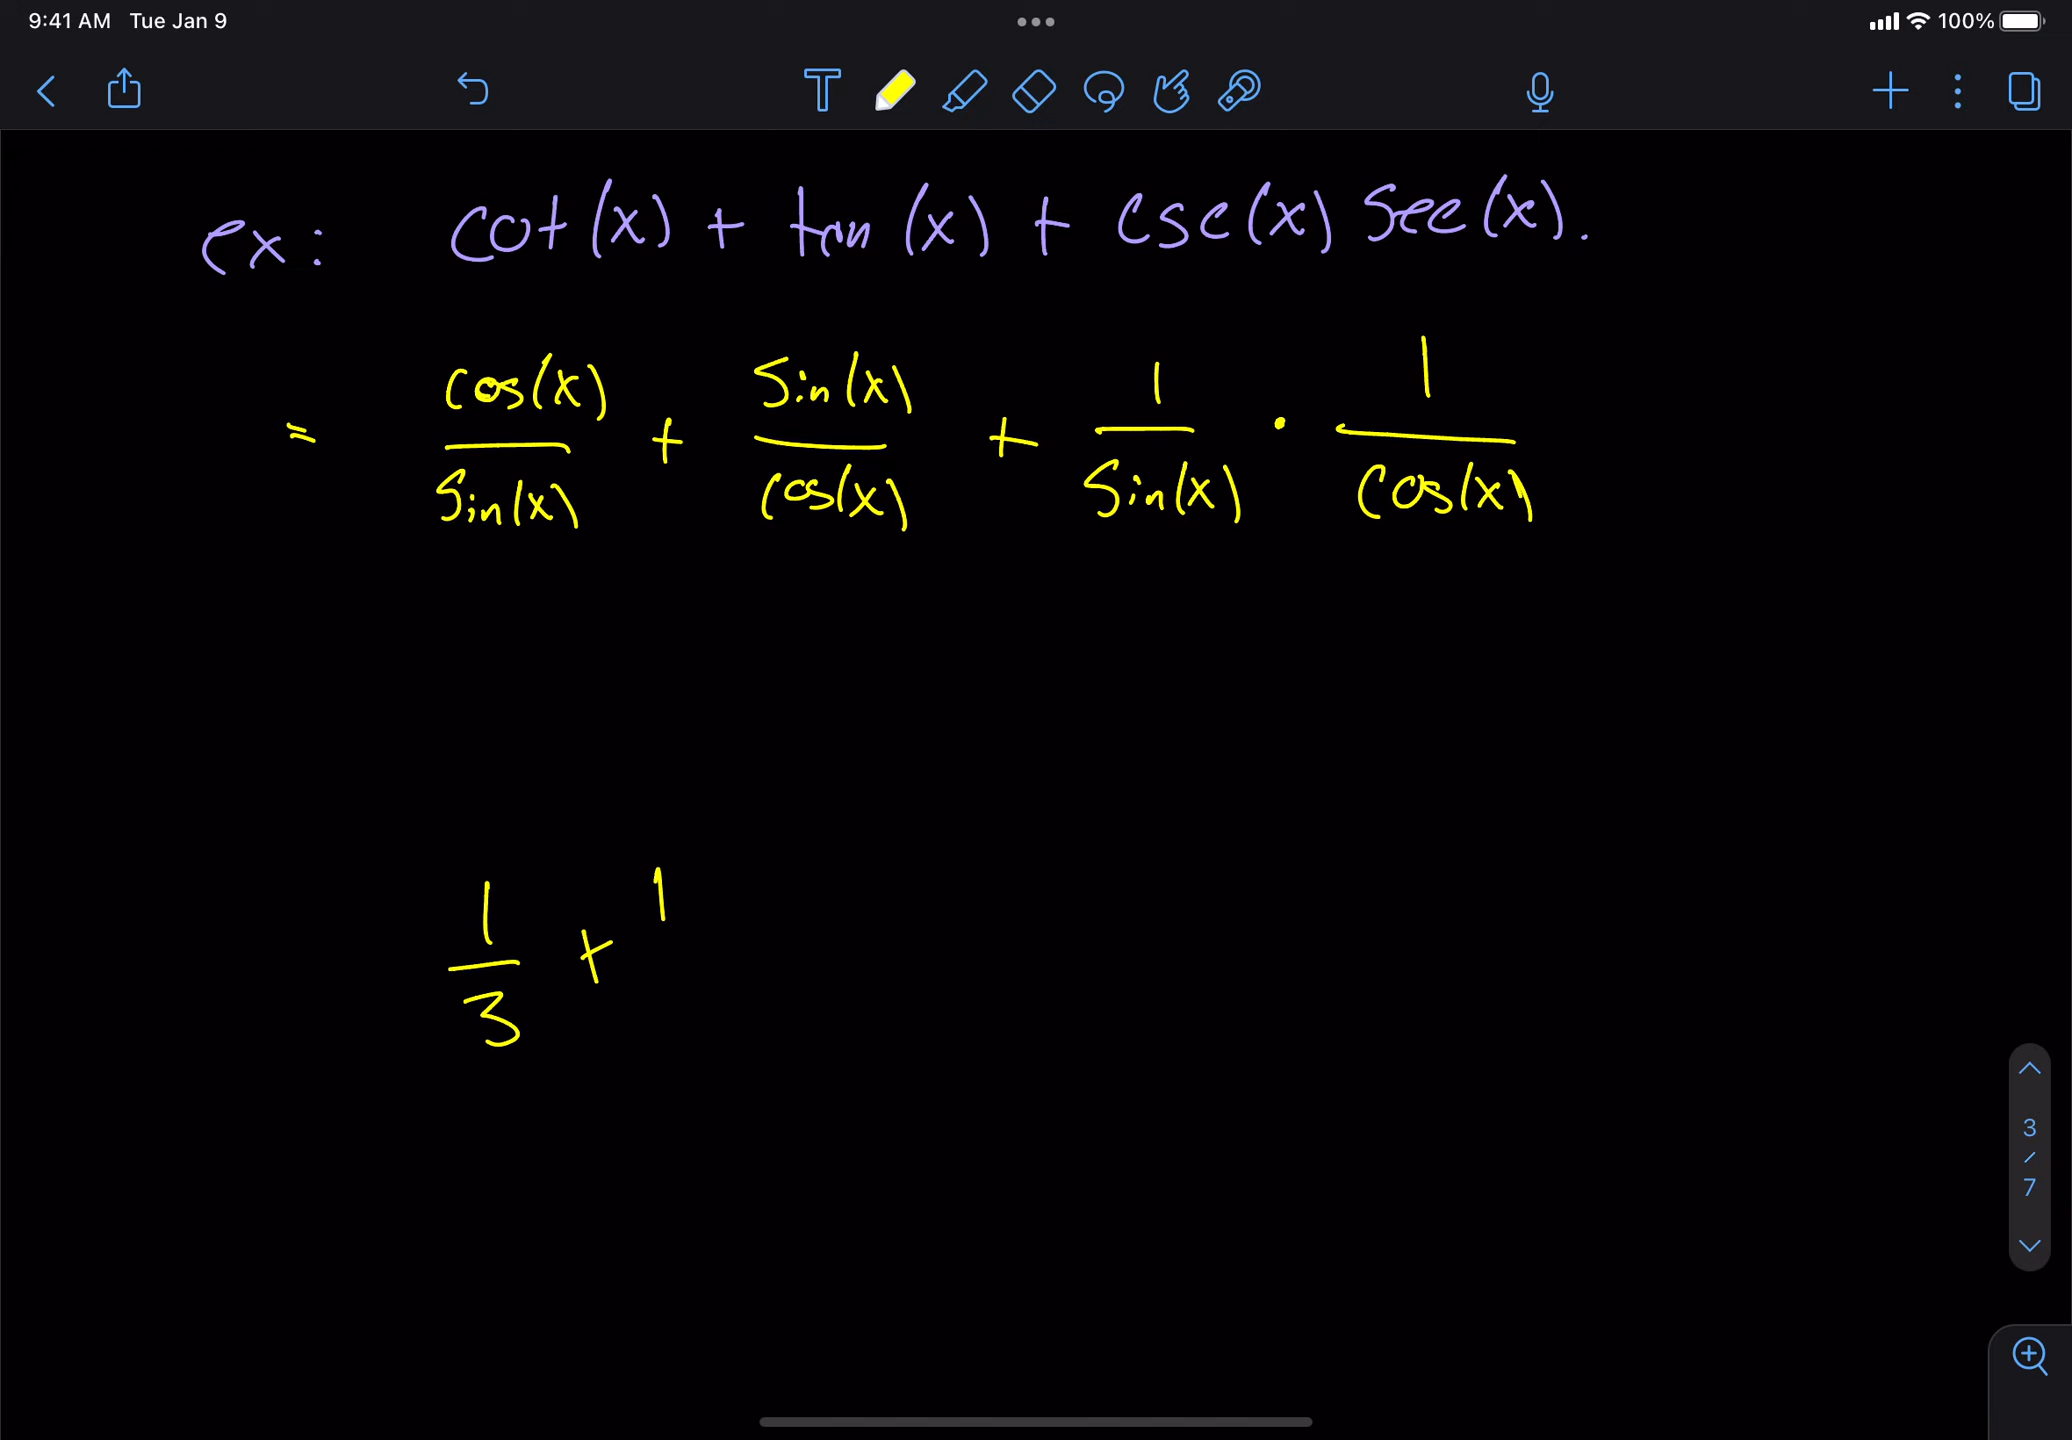 9:41 AM Tue Jan 9 100%
ex: cot(x) + tan(x) + csc(x) sec(x).
= cos(x)/sin(x) + sin(x)/cos(x) + 1/sin(x) · 1/cos(x)
1/3 + 1
3
/
7